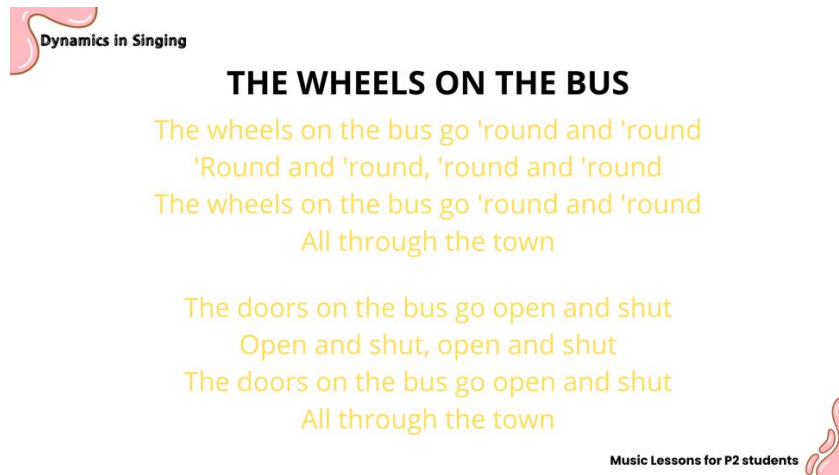 Dynamics in Singing
THE WHEELS ON THE BUS
The wheels on the bus go 'round and 'round
'Round and 'round, 'round and 'round
The wheels on the bus go 'round and 'round
All through the town
The doors on the bus go open and shut
Open and shut, open and shut
The doors on the bus go open and shut
All through the town
Music Lessons for P2 students